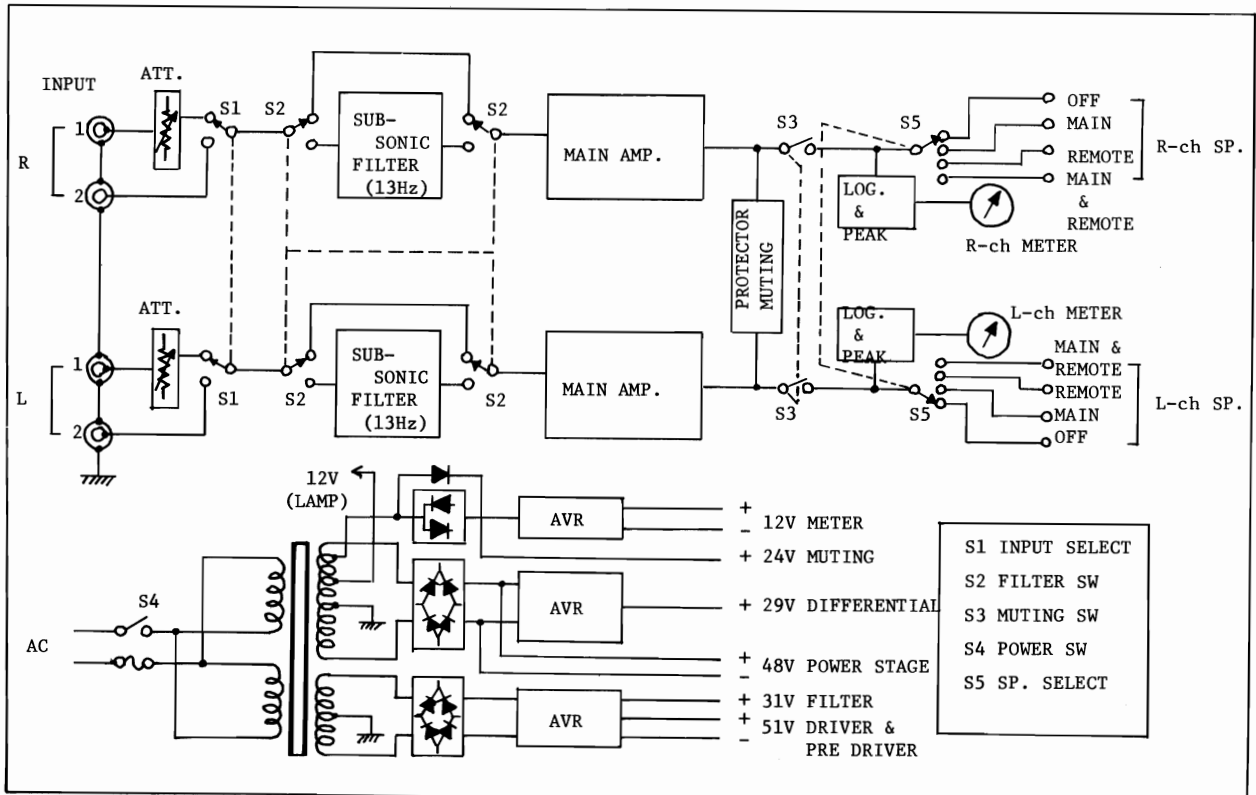 INPUT
ATT.
1
2
R
S1
S2
SUB-
SONIC
FILTER
(13Hz)
S2
MAIN AMP.
S3
S5
OFF
MAIN
REMOTE
MAIN
&
REMOTE
R-ch SP.
LOG.
&
PEAK
R-ch METER
PROTECTOR
MUTING
ATT.
1
2
L
S1
S2
SUB-
SONIC
FILTER
(13Hz)
S2
MAIN AMP.
S3
LOG.
&
PEAK
L-ch METER
S5
MAIN &
REMOTE
REMOTE
MAIN
OFF
L-ch SP.
12V
(LAMP)
AVR
+
- 12V METER
+ 24V MUTING
AVR
+ 29V DIFFERENTIAL
+
- 48V POWER STAGE
AVR
+ 31V FILTER
+
- 51V DRIVER &
PRE DRIVER
AC
S4
S1 INPUT SELECT
S2 FILTER SW
S3 MUTING SW
S4 POWER SW
S5 SP. SELECT